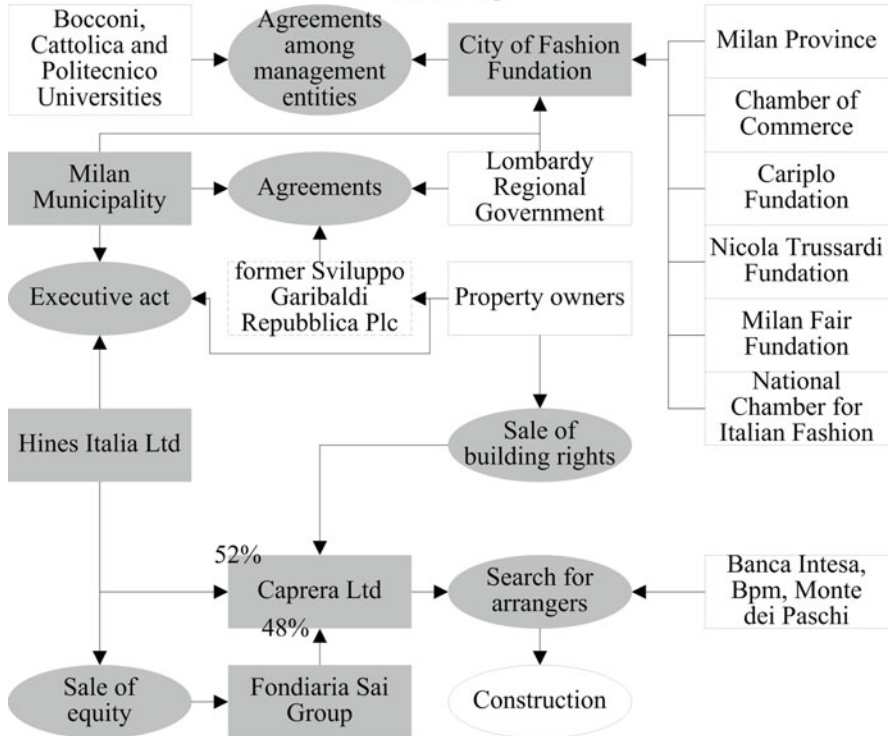 Bocconi,
Cattolica and
Politecnico
Universities
Agreements
among
management
entities
City of Fashion
Fundation
Milan Province
Chamber of
Commerce
Cariplo
Fundation
Nicola Trussardi
Fundation
Milan Fair
Fundation
National
Chamber for
Italian Fashion
Milan
Municipality
Agreements
Lombardy
Regional
Government
Executive act
former Sviluppo
Garibaldi
Repubblica Plc
Property owners
Hines Italia Ltd
Sale of
building rights
52%
Caprera Ltd
48%
Search for
arrangers
Banca Intesa,
Bpm, Monte
dei Paschi
Sale of
equity
Fondiaria Sai
Group
Construction